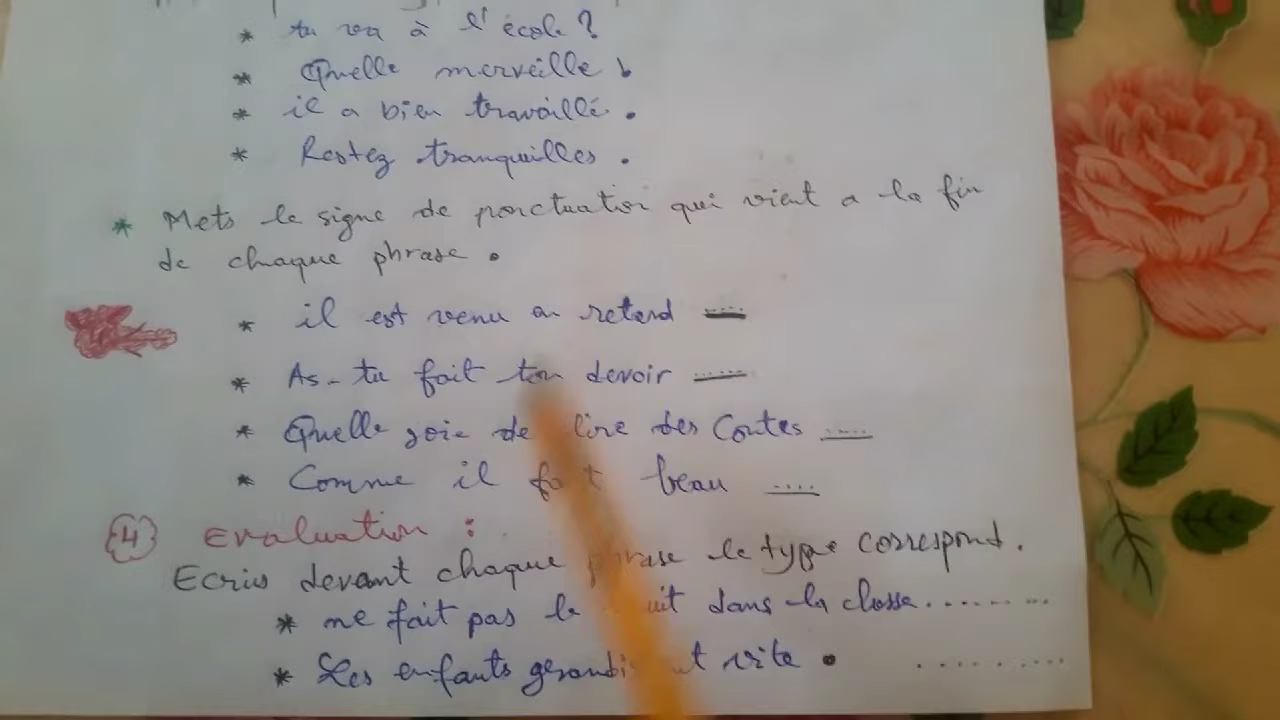 * tu va à l'école ?
* Quelle merveille !
* il a bien travaillé.
* Restez tranquilles.
* Mets le signe de ponctuation qui vient a la fin
de chaque phrase.
* il est venu en retard ......
* As-tu fait ton devoir ......
* Quelle joie de lire des Contes ......
* Comme il fait beau ....
4 Evaluation :
Ecris devant chaque phrase le type correspond.
* ne fait pas le dans la classe..........
* Les enfants vite. ..........